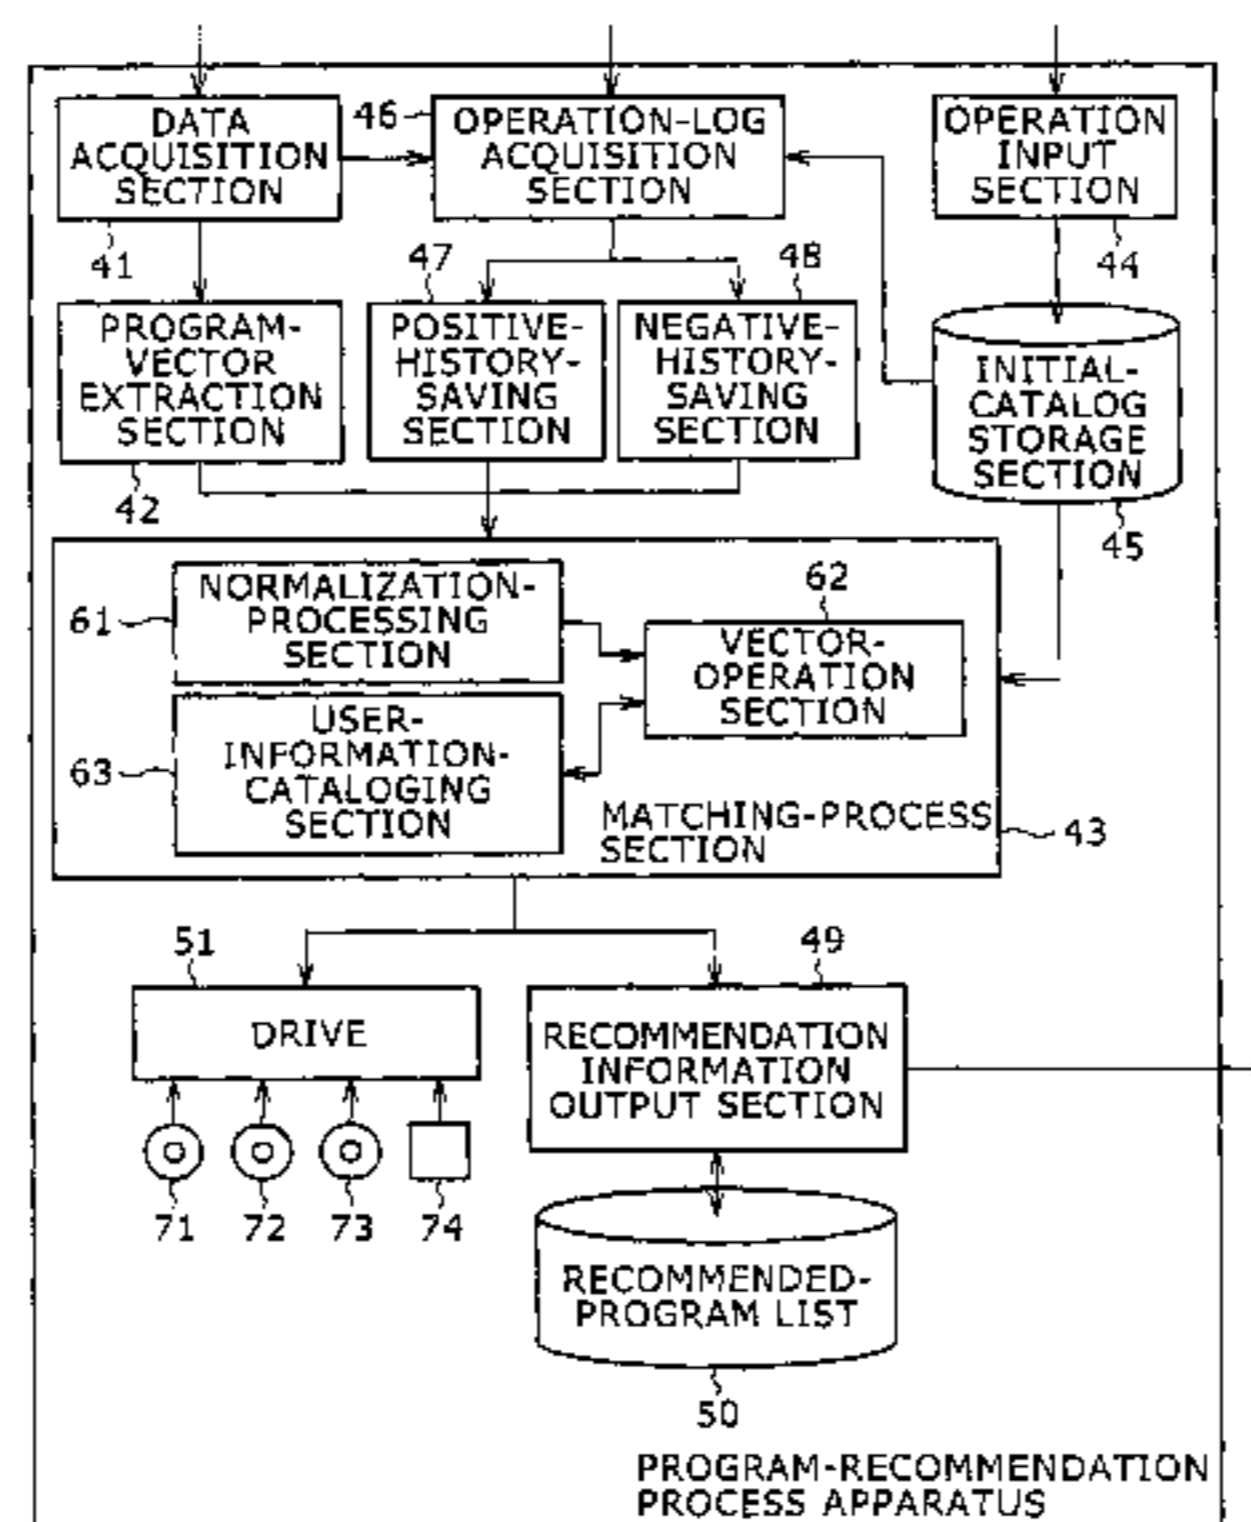 DATA
ACQUISITION
SECTION
41
46
OPERATION-LOG
ACQUISITION
SECTION
OPERATION
INPUT
SECTION
44
PROGRAM-
VECTOR
EXTRACTION
SECTION
42
47
POSITIVE-
HISTORY-
SAVING
SECTION
48
NEGATIVE-
HISTORY-
SAVING
SECTION
INITIAL-
CATALOG
STORAGE
SECTION
45
61
NORMALIZATION-
PROCESSING
SECTION
62
VECTOR-
OPERATION
SECTION
63
USER-
INFORMATION-
CATALOGING
SECTION
MATCHING-PROCESS
SECTION
43
51
DRIVE
71
72
73
74
49
RECOMMENDATION
INFORMATION
OUTPUT SECTION
RECOMMENDED-
PROGRAM LIST
50
PROGRAM-RECOMMENDATION
PROCESS APPARATUS